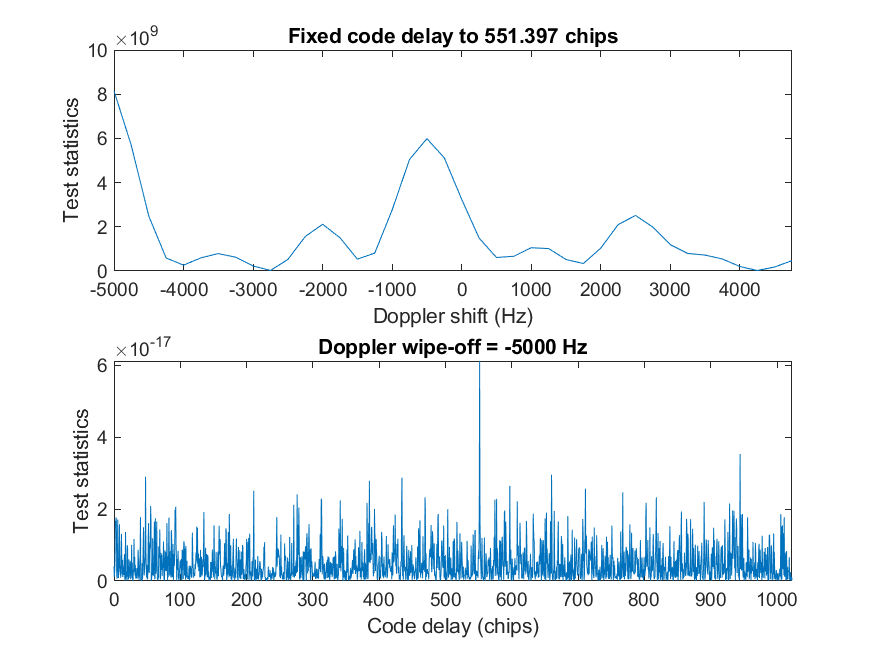 ×10⁹
Fixed code delay to 551.397 chips
10
8
6
4
2
0
Test statistics
-5000 -4000 -3000 -2000 -1000 0 1000 2000 3000 4000
Doppler shift (Hz)
×10⁻¹⁷
Doppler wipe-off = -5000 Hz
6
4
2
0
Test statistics
0 100 200 300 400 500 600 700 800 900 1000
Code delay (chips)